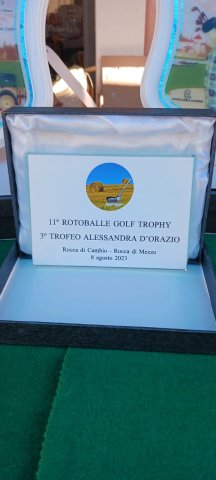 11° ROTOBALLE GOLF TROPHY
3° TROFEO ALESSANDRA D'ORAZIO
Rocca di Cambio - Rocca di Mezzo
8 agosto 2023